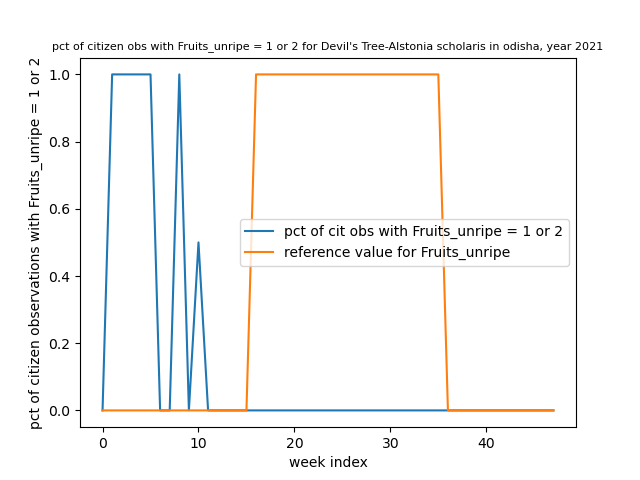 pct of citizen obs with Fruits_unripe = 1 or 2 for Devil's Tree-Alstonia scholaris in odisha, year 2021
pct of citizen observations with Fruits_unripe = 1 or 2
1.0
0.8
0.6
0.4
0.2
0.0
pct of cit obs with Fruits_unripe = 1 or 2
reference value for Fruits_unripe
0
10
20
30
40
week index